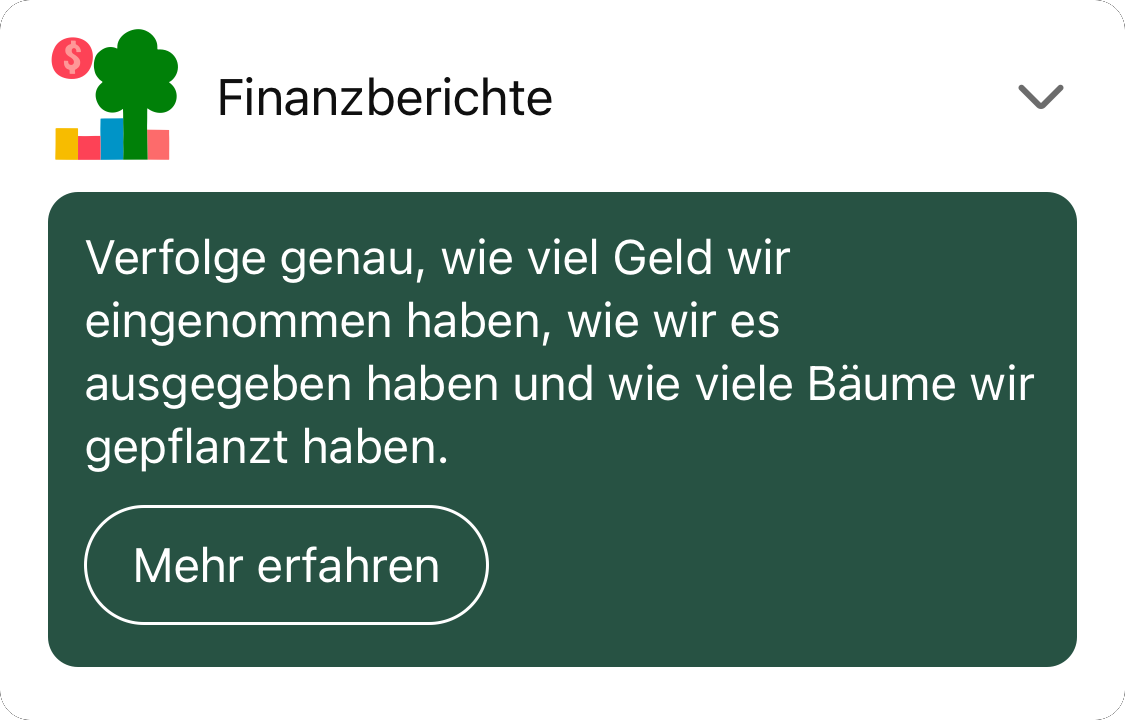 $
Finanzberichte
Verfolge genau, wie viel Geld wir
eingenommen haben, wie wir es
ausgegeben haben und wie viele Bäume wir
gepflanzt haben.
Mehr erfahren